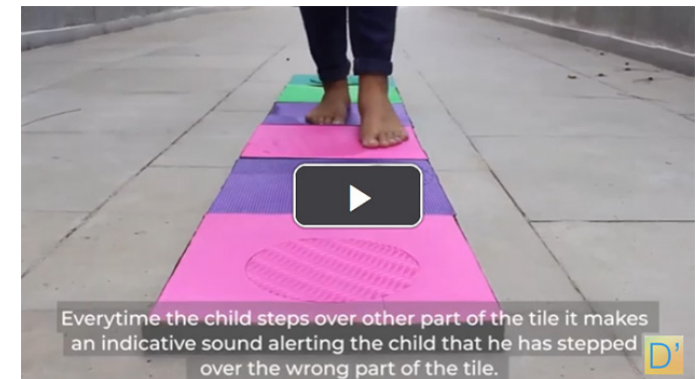 Everytime the child steps over other part of the tile it makes
an indicative sound alerting the child that he has stepped
over the wrong part of the tile.
D’